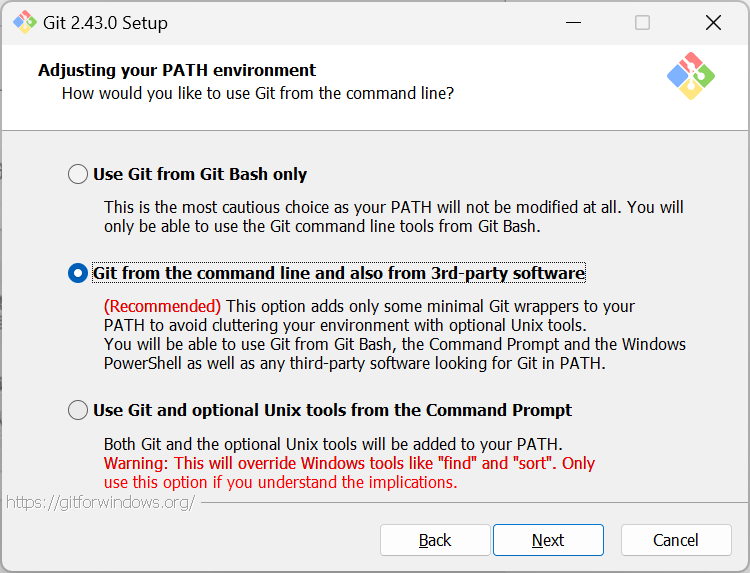 Git 2.43.0 Setup
Adjusting your PATH environment
How would you like to use Git from the command line?
Use Git from Git Bash only
This is the most cautious choice as your PATH will not be modified at all. You will
only be able to use the Git command line tools from Git Bash.
Git from the command line and also from 3rd-party software
(Recommended) This option adds only some minimal Git wrappers to your
PATH to avoid cluttering your environment with optional Unix tools.
You will be able to use Git from Git Bash, the Command Prompt and the Windows
PowerShell as well as any third-party software looking for Git in PATH.
Use Git and optional Unix tools from the Command Prompt
Both Git and the optional Unix tools will be added to your PATH.
Warning: This will override Windows tools like "find" and "sort". Only
use this option if you understand the implications.
https://gitforwindows.org/
Back Next Cancel